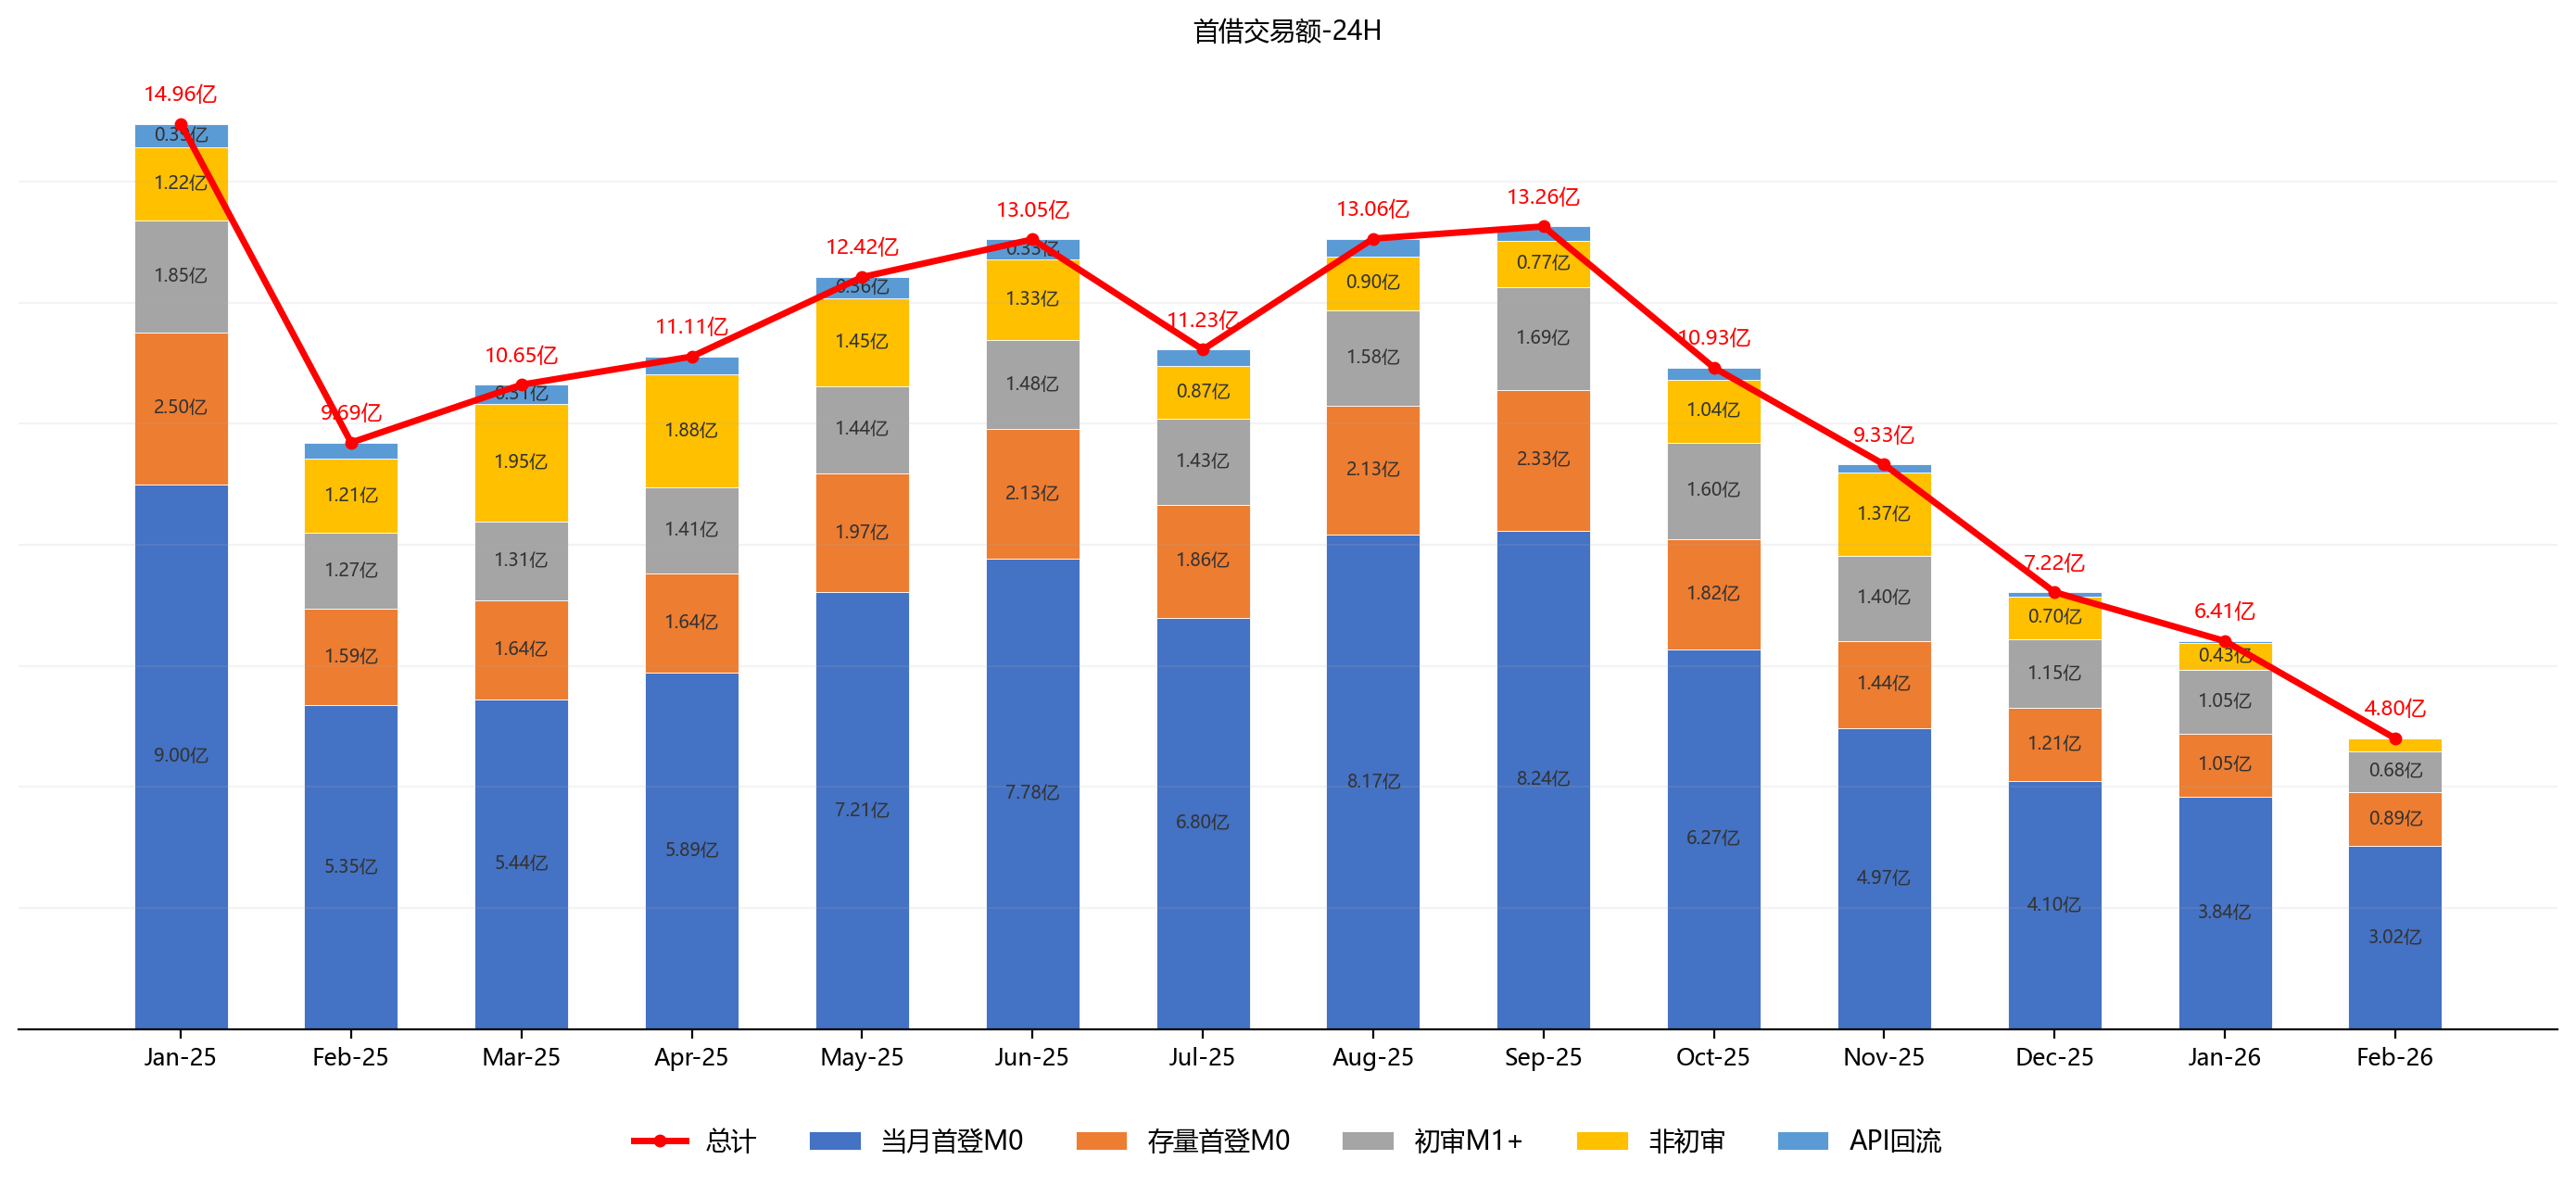 首借交易额-24H
14.96亿
9.69亿
10.65亿
11.11亿
12.42亿
13.05亿
11.23亿
13.06亿
13.26亿
10.93亿
9.33亿
7.22亿
6.41亿
4.80亿
0.39亿
1.22亿
1.85亿
2.50亿
9.00亿
1.21亿
1.27亿
1.59亿
5.35亿
0.31亿
1.95亿
1.31亿
1.64亿
5.44亿
1.88亿
1.41亿
1.64亿
5.89亿
0.36亿
1.45亿
1.44亿
1.97亿
7.21亿
0.33亿
1.33亿
1.48亿
2.13亿
7.78亿
0.87亿
1.43亿
1.86亿
6.80亿
0.90亿
1.58亿
2.13亿
8.17亿
0.77亿
1.69亿
2.33亿
8.24亿
1.04亿
1.60亿
1.82亿
6.27亿
1.37亿
1.40亿
1.44亿
4.97亿
0.70亿
1.15亿
1.21亿
4.10亿
0.43亿
1.05亿
1.05亿
3.84亿
0.68亿
0.89亿
3.02亿
Jan-25 Feb-25 Mar-25 Apr-25 May-25 Jun-25 Jul-25 Aug-25 Sep-25 Oct-25 Nov-25 Dec-25 Jan-26 Feb-26
总计 当月首登M0 存量首登M0 初审M1+ 非初审 API回流